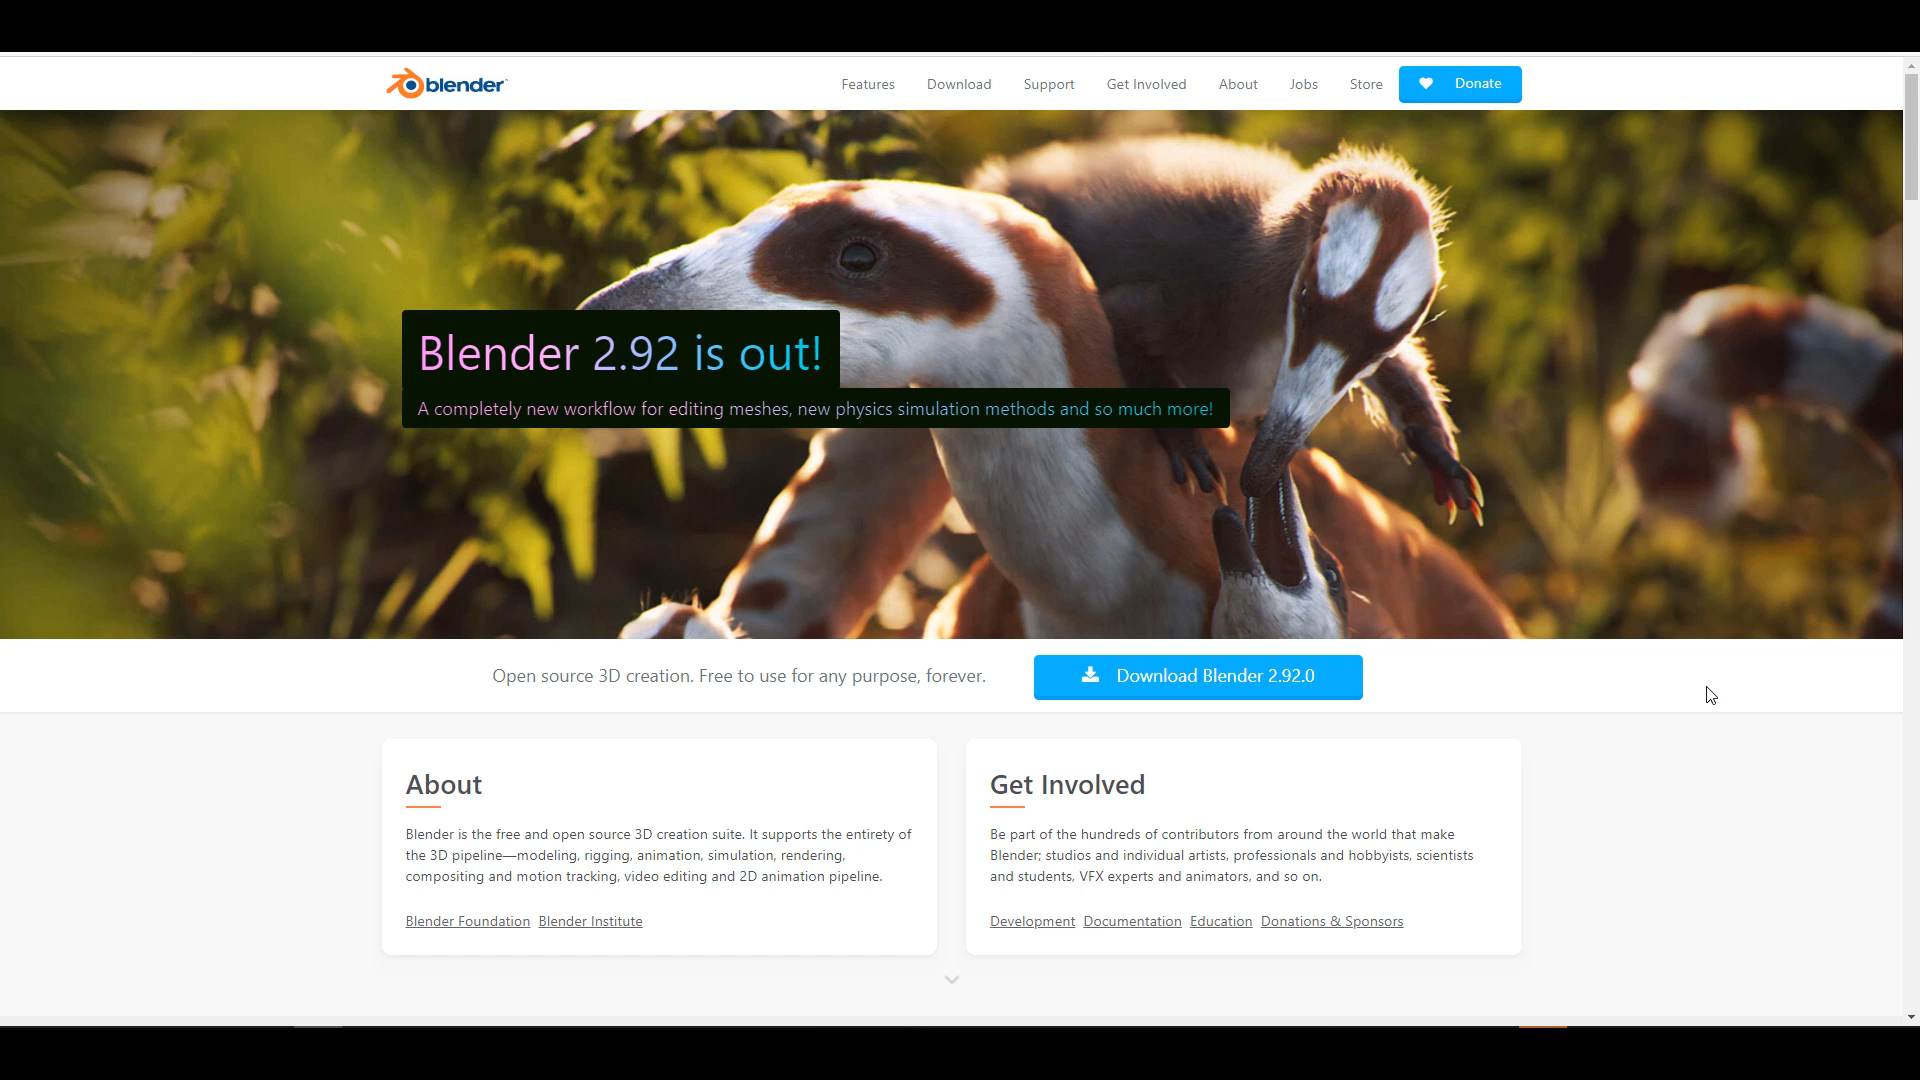 blender
Features Download Support Get Involved About Jobs Store Donate
Blender 2.92 is out!
A completely new workflow for editing meshes, new physics simulation methods and so much more!
Open source 3D creation. Free to use for any purpose, forever.
Download Blender 2.92.0
About
Blender is the free and open source 3D creation suite. It supports the entirety of
the 3D pipeline—modeling, rigging, animation, simulation, rendering,
compositing and motion tracking, video editing and 2D animation pipeline.
Blender Foundation Blender Institute
Get Involved
Be part of the hundreds of contributors from around the world that make
Blender; studios and individual artists, professionals and hobbyists, scientists
and students, VFX experts and animators, and so on.
Development Documentation Education Donations & Sponsors